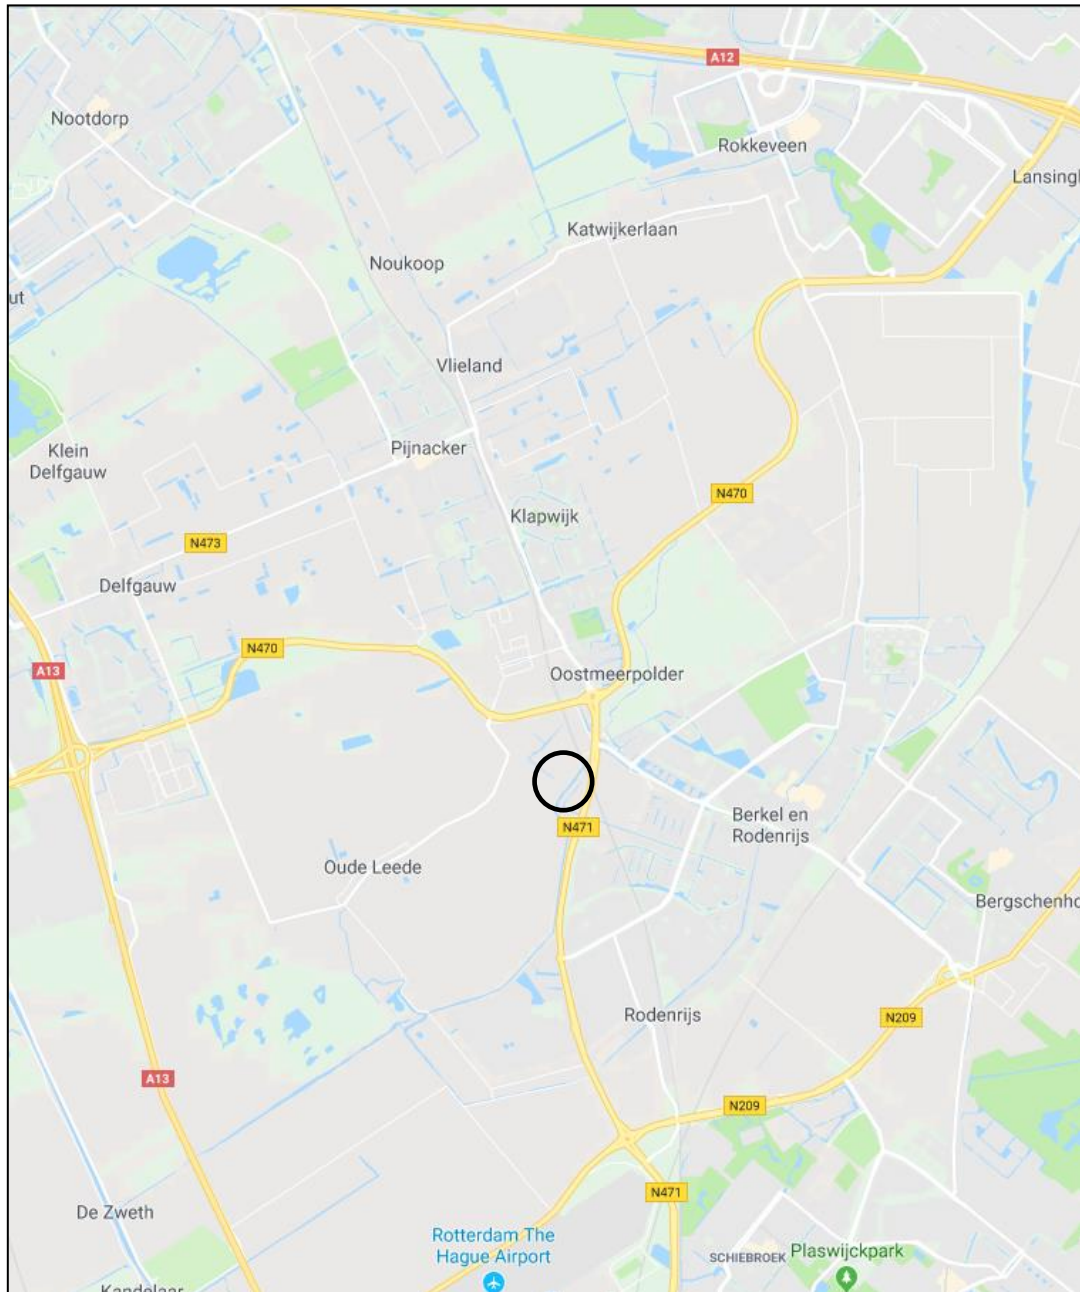 A12
Nootdorp
Rokkeveen
Lansingl
Katwijkerlaan
Noukoop
ut
Vlieland
Klein
Delfgauw
Pijnacker
N470
Klapwijk
N473
Delfgauw
N470
A13
Oostmeerpolder
Berkel en
Rodenrijs
N471
Oude Leede
Bergschenho
Rodenrijs
N209
A13
N209
N471
De Zweth
Rotterdam The
Hague Airport
SCHIEBROEK
Plaswijckpark
Kandelaar